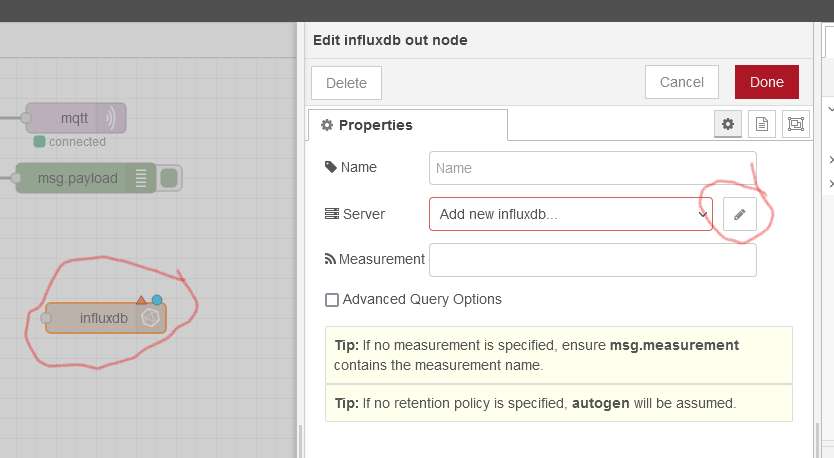 Edit influxdb out node
Delete
Cancel
Done
Properties
mqtt
connected
msg.payload
influxdb
Name
Name
Server
Add new influxdb...
Measurement
Advanced Query Options
Tip: If no measurement is specified, ensure msg.measurement
contains the measurement name.
Tip: If no retention policy is specified, autogen will be assumed.